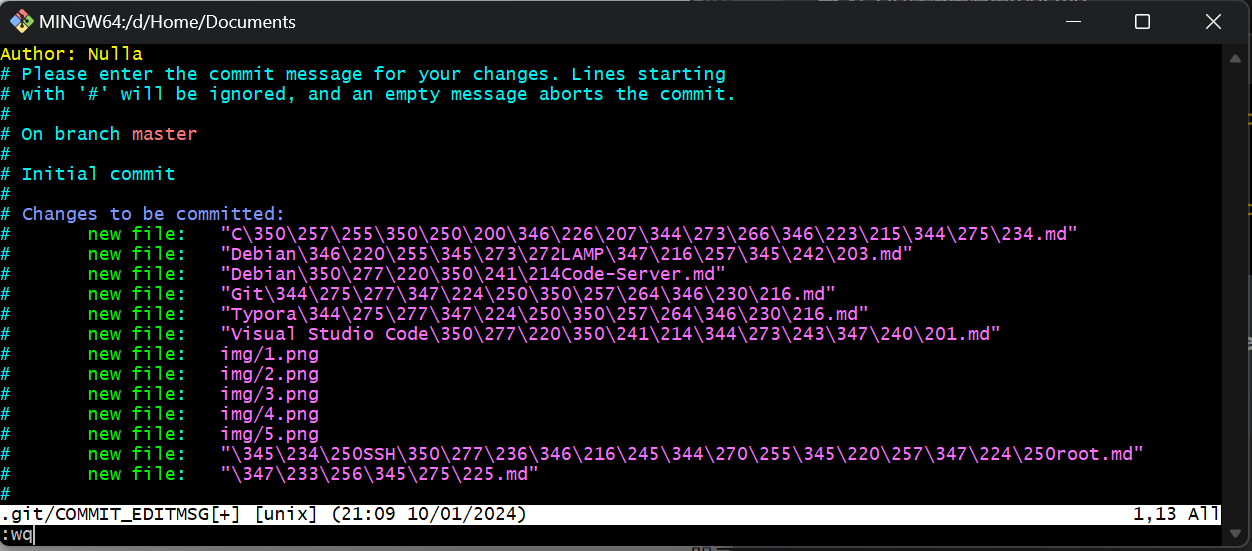 MINGW64:/d/Home/Documents
Author: Nulla
# Please enter the commit message for your changes. Lines starting
# with '#' will be ignored, and an empty message aborts the commit.
#
# On branch master
#
# Initial commit
#
# Changes to be committed:
#       new file:   "C\350\257\255\350\250\200\346\226\207\344\273\266\346\223\215\344\275\234.md"
#       new file:   "Debian\346\220\255\345\273\272LAMP\347\216\257\345\242\203.md"
#       new file:   "Debian\350\277\220\350\241\214Code-Server.md"
#       new file:   "Git\344\275\277\347\224\250\350\257\264\346\230\216.md"
#       new file:   "Typora\344\275\277\347\224\250\350\257\264\346\230\216.md"
#       new file:   "Visual Studio Code\350\277\220\350\241\214\344\273\243\347\240\201.md"
#       new file:   img/1.png
#       new file:   img/2.png
#       new file:   img/3.png
#       new file:   img/4.png
#       new file:   img/5.png
#       new file:   "\345\234\250SSH\350\277\236\346\216\245\344\270\255\345\220\257\347\224\250root.md"
#       new file:   "\347\233\256\345\275\225.md"
#
.git/COMMIT_EDITMSG[+] [unix] (21:09 10/01/2024) 1,13 All
:wq